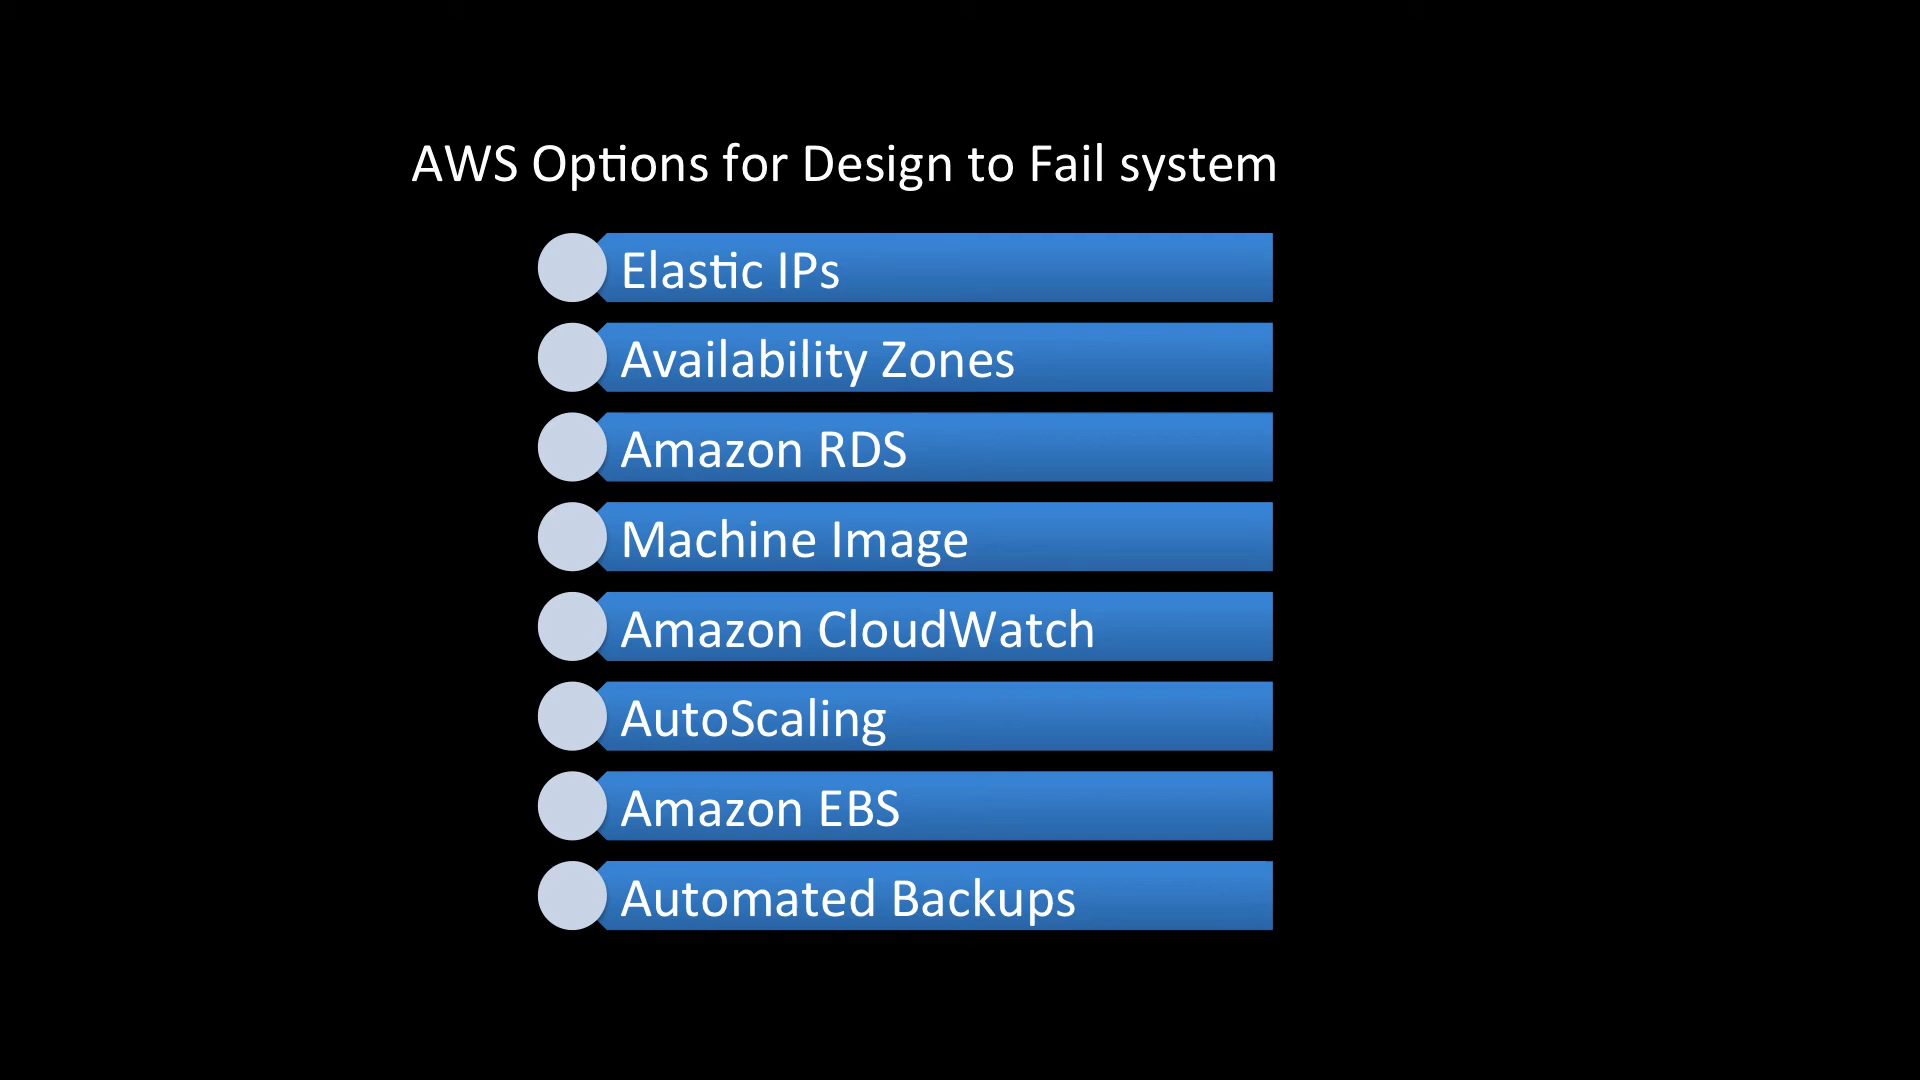 AWS Options for Design to Fail system
Elastic IPs
Availability Zones
Amazon RDS
Machine Image
Amazon CloudWatch
AutoScaling
Amazon EBS
Automated Backups